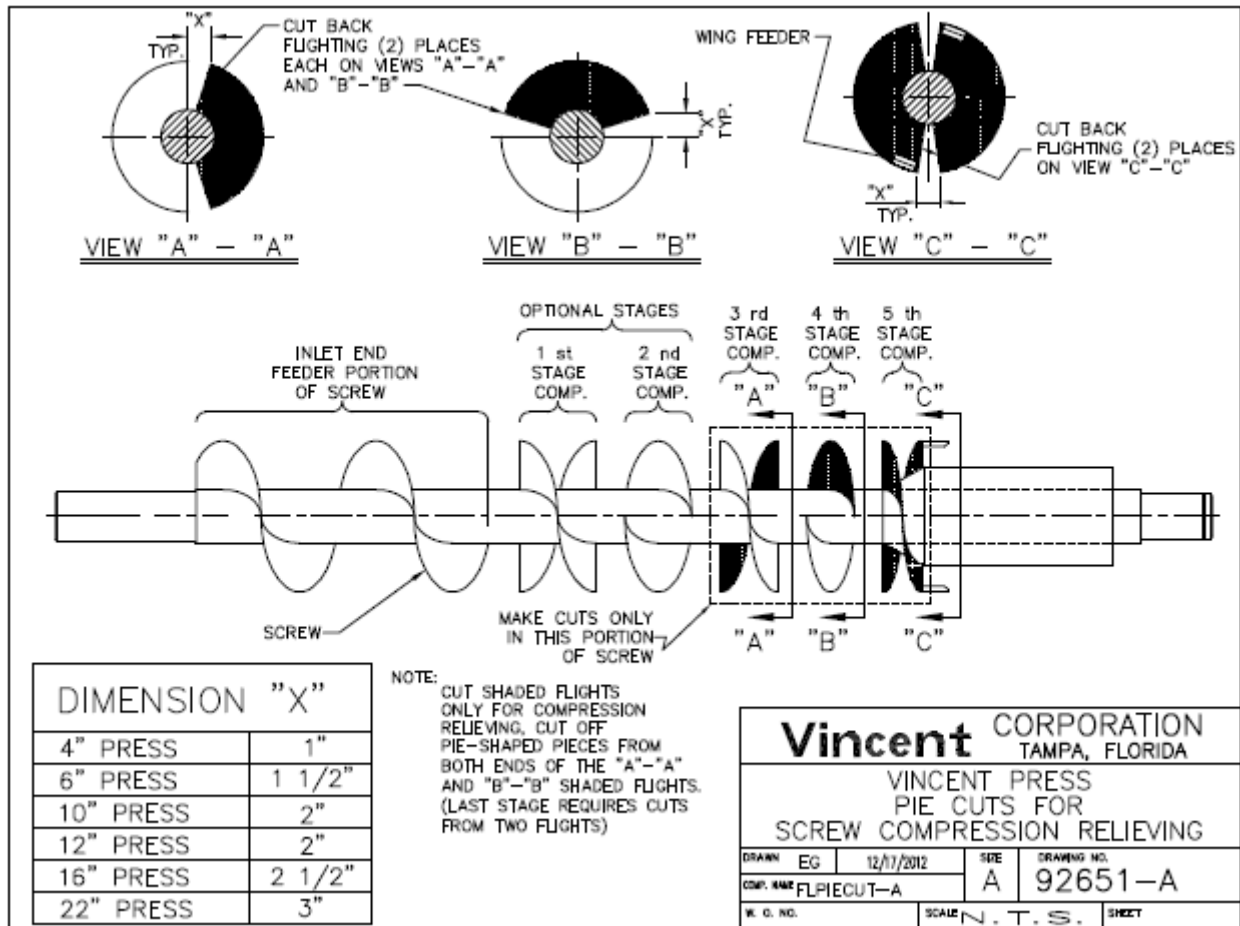 "X"
TYP.
CUT BACK
FLIGHTING (2) PLACES
EACH ON VIEWS "A"-"A"
AND "B"-"B"
VIEW "A" - "A"
"X"
TYP.
VIEW "B" - "B"
WING FEEDER
CUT BACK
FLIGHTING (2) PLACES
ON VIEW "C"-"C"
"X"
TYP.
VIEW "C" - "C"
INLET END
FEEDER PORTION
OF SCREW
OPTIONAL STAGES
1 st
STAGE
COMP.
2 nd
STAGE
COMP.
3 rd
STAGE
COMP.
4 th
STAGE
COMP.
5 th
STAGE
COMP.
"A"
"B"
"C"
SCREW
MAKE CUTS ONLY
IN THIS PORTION
OF SCREW
"A"
"B"
"C"
DIMENSION "X"
4" PRESS 1"
6" PRESS 1 1/2"
10" PRESS 2"
12" PRESS 2"
16" PRESS 2 1/2"
22" PRESS 3"
NOTE:
CUT SHADED FLIGHTS
ONLY FOR COMPRESSION
RELIEVING, CUT OFF
PIE-SHAPED PIECES FROM
BOTH ENDS OF THE "A"-"A"
AND "B"-"B" SHADED FLIGHTS.
(LAST STAGE REQUIRES CUTS
FROM TWO FLIGHTS)
Vincent CORPORATION
TAMPA, FLORIDA
VINCENT PRESS
PIE CUTS FOR
SCREW COMPRESSION RELIEVING
DRAWN EG 12/17/2012
SIZE A
DRAWING NO. 92651-A
COMP. NAME FLPIECUT-A
W. O. NO.
SCALE N.T.S.
SHEET